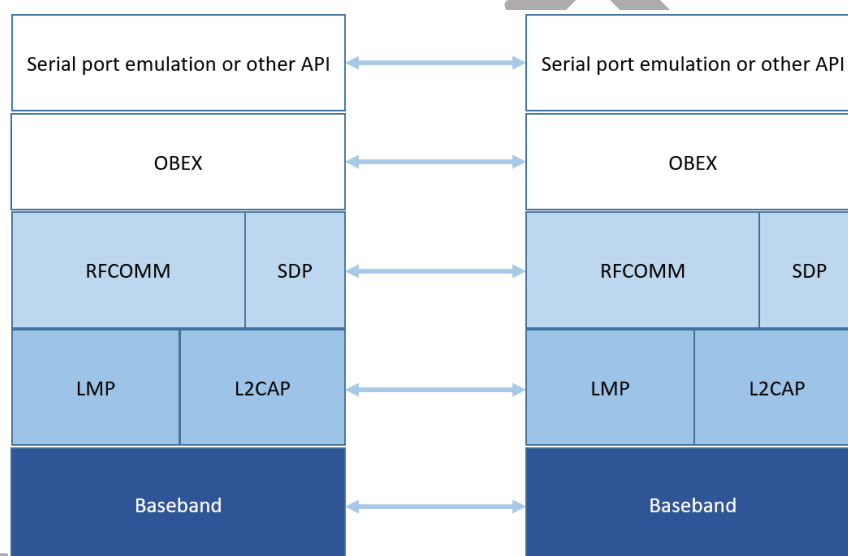 Serial port emulation or other API
Serial port emulation or other API
OBEX
OBEX
RFCOMM
SDP
RFCOMM
SDP
LMP
L2CAP
LMP
L2CAP
Baseband
Baseband